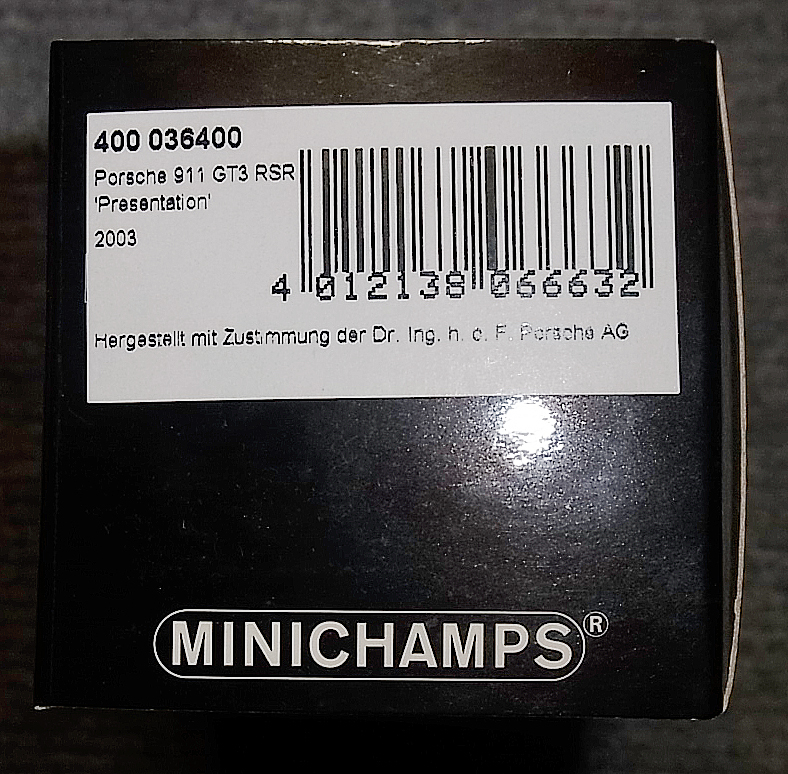 400 036400
Porsche 911 GT3 RSR
'Presentation'
2003
4 012138 066632
Hergestellt mit Zustimmung der Dr. Ing. h. c. F. Porsche AG
MINICHAMPS®